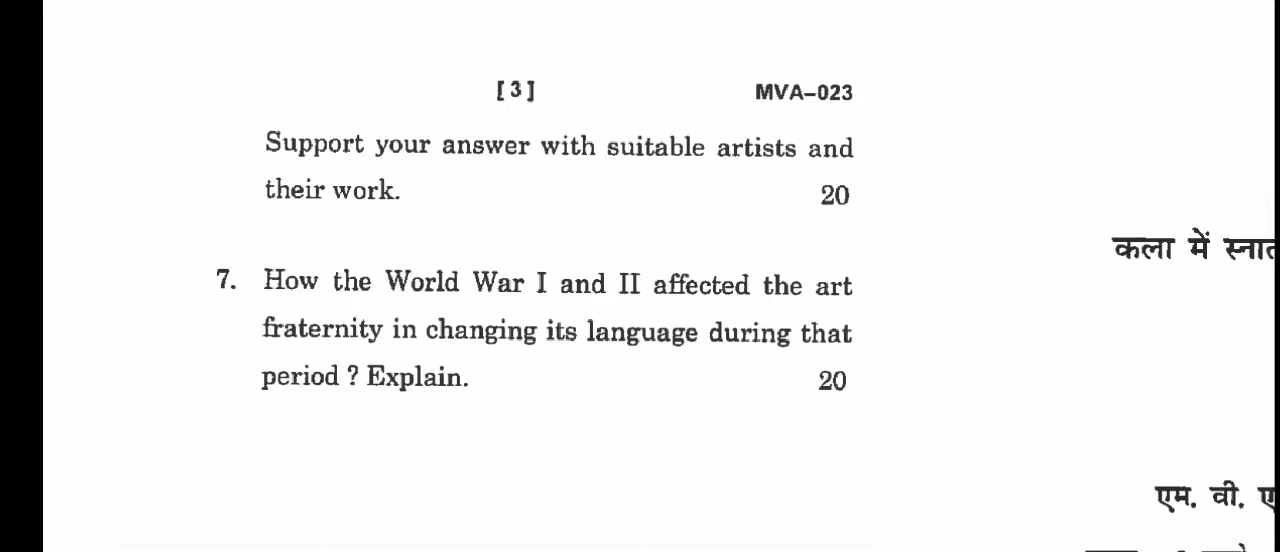 [ 3 ] MVA–023
Support your answer with suitable artists and
their work. 20
कला में
7. How the World War I and II affected the art
fraternity in changing its language during that
period ? Explain. 20
एम. वी.